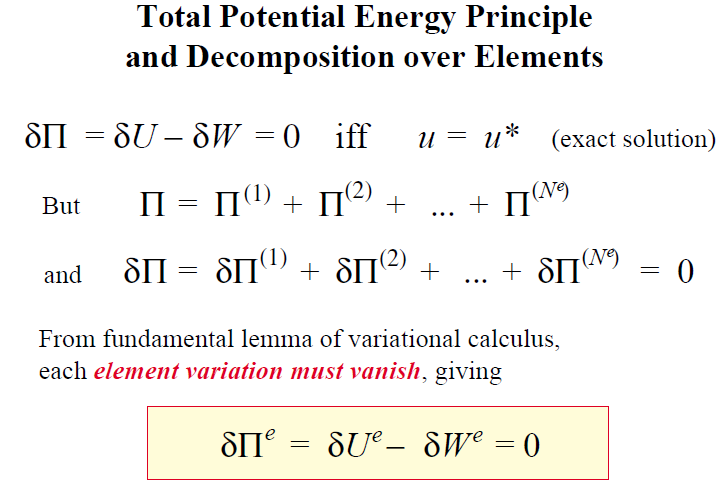 Total Potential Energy Principle
and Decomposition over Elements
δΠ = δU – δW = 0 iff u = u* (exact solution)
But Π = Π⁽¹⁾ + Π⁽²⁾ + ... + Π^(Nᵉ)
and δΠ = δΠ⁽¹⁾ + δΠ⁽²⁾ + ... + δΠ^(Nᵉ) = 0
From fundamental lemma of variational calculus,
each element variation must vanish, giving
δΠᵉ = δUᵉ – δWᵉ = 0